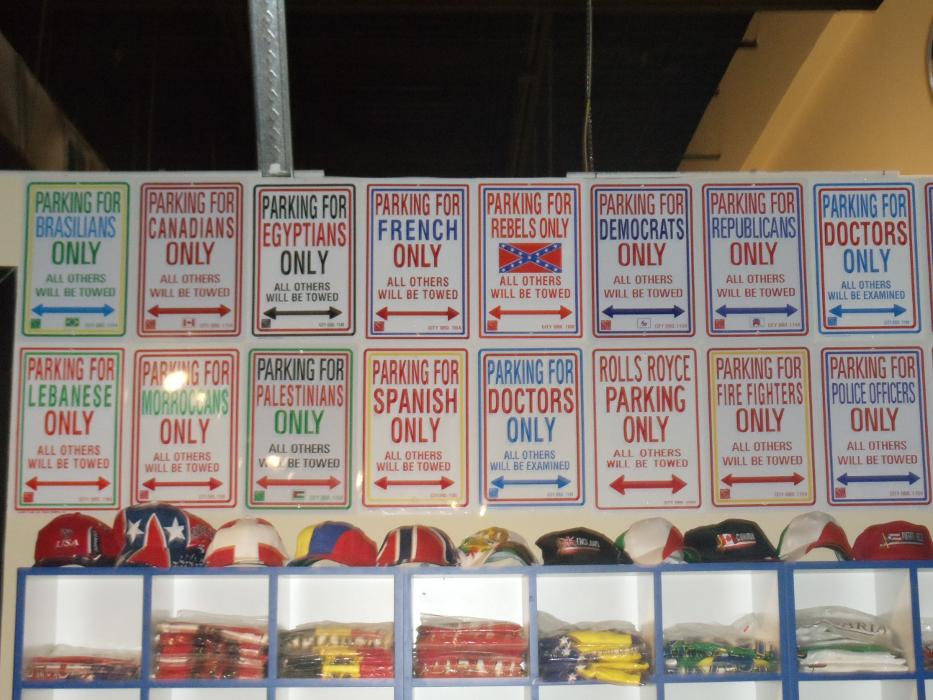 PARKING FOR
BRASILIANS
ONLY
ALL OTHERS
WILL BE TOWED
PARKING FOR
CANADIANS
ONLY
ALL OTHERS
WILL BE TOWED
PARKING FOR
EGYPTIANS
ONLY
ALL OTHERS
WILL BE TOWED
PARKING FOR
FRENCH
ONLY
ALL OTHERS
WILL BE TOWED
PARKING FOR
REBELS ONLY
ALL OTHERS
WILL BE TOWED
PARKING FOR
DEMOCRATS
ONLY
ALL OTHERS
WILL BE TOWED
PARKING FOR
REPUBLICANS
ONLY
ALL OTHERS
WILL BE TOWED
PARKING FOR
DOCTORS
ONLY
ALL OTHERS
WILL BE EXAMINED
PARKING FOR
LEBANESE
ONLY
ALL OTHERS
WILL BE TOWED
PARKING FOR
MORROCCANS
ONLY
ALL OTHERS
WILL BE TOWED
PARKING FOR
PALESTINIANS
ONLY
ALL OTHERS
WILL BE TOWED
PARKING FOR
SPANISH
ONLY
ALL OTHERS
WILL BE TOWED
PARKING FOR
DOCTORS
ONLY
ALL OTHERS
WILL BE EXAMINED
ROLLS ROYCE
PARKING
ONLY
ALL OTHERS
WILL BE TOWED
PARKING FOR
FIRE FIGHTERS
ONLY
ALL OTHERS
WILL BE TOWED
PARKING FOR
POLICE OFFICERS
ONLY
ALL OTHERS
WILL BE TOWED
USA
ENGLAND
CANADA